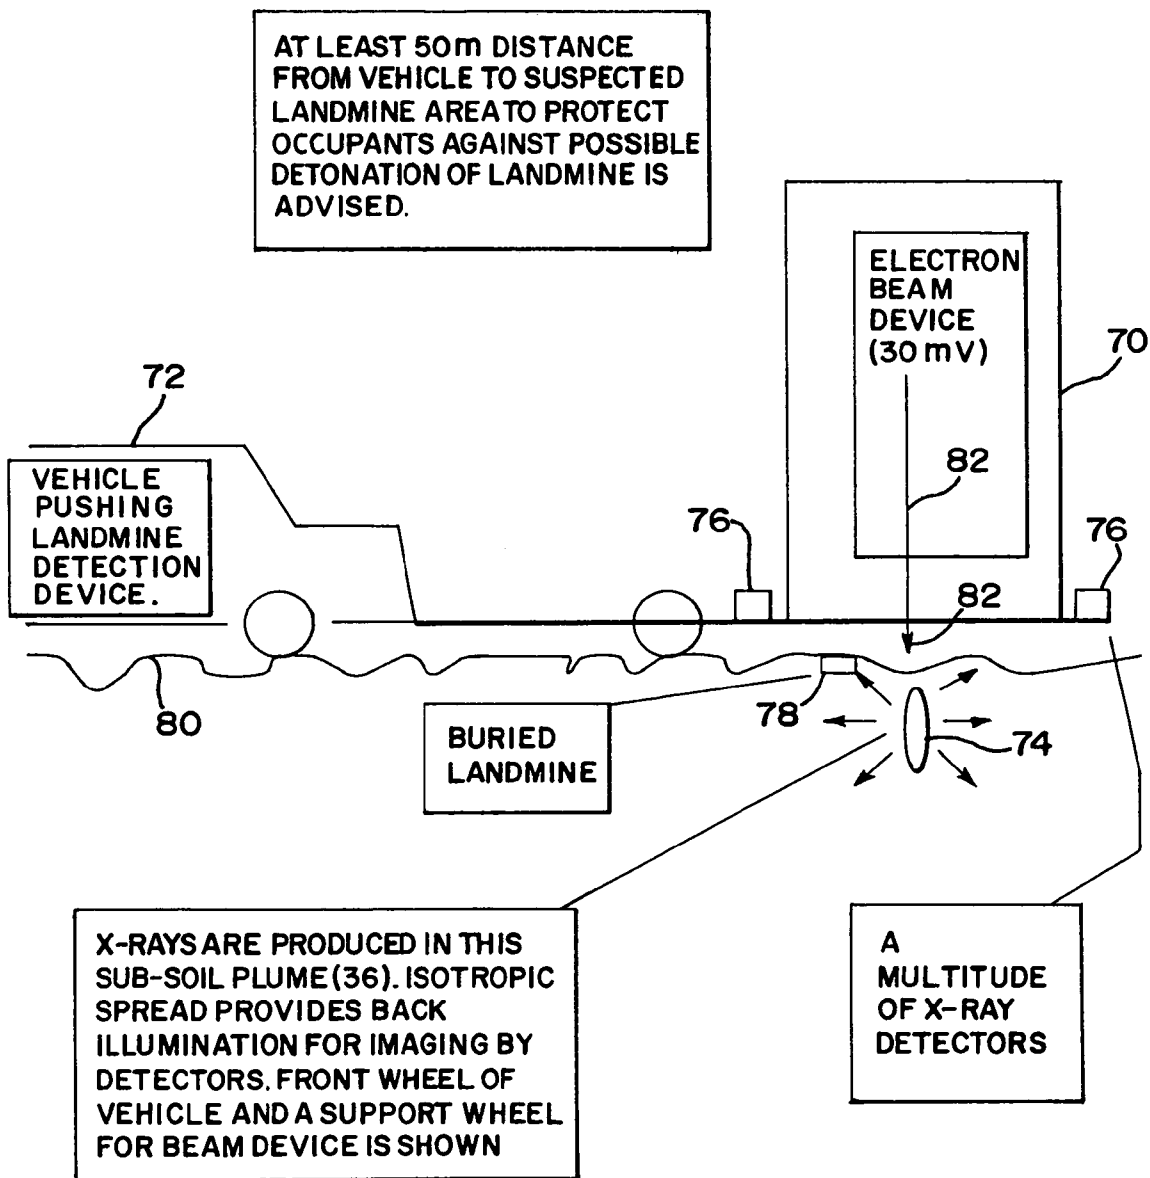 AT LEAST 50m DISTANCE
FROM VEHICLE TO SUSPECTED
LANDMINE AREA TO PROTECT
OCCUPANTS AGAINST POSSIBLE
DETONATION OF LANDMINE IS
ADVISED.
ELECTRON
BEAM
DEVICE
(30 mV)
70
72
82
VEHICLE
PUSHING
LANDMINE
DETECTION
DEVICE.
76
76
82
80
78
74
BURIED
LANDMINE
X-RAYS ARE PRODUCED IN THIS
SUB-SOIL PLUME (36). ISOTROPIC
SPREAD PROVIDES BACK
ILLUMINATION FOR IMAGING BY
DETECTORS. FRONT WHEEL OF
VEHICLE AND A SUPPORT WHEEL
FOR BEAM DEVICE IS SHOWN
A
MULTITUDE
OF X-RAY
DETECTORS